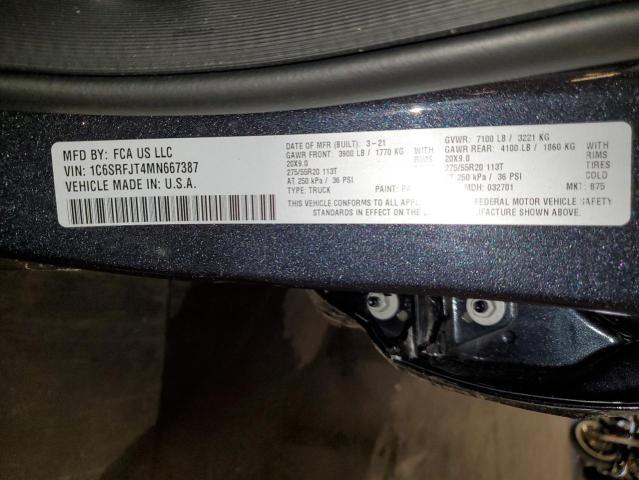 MFD BY: FCA US LLC
VIN: 1C6SRFJT4MN667387
VEHICLE MADE IN U.S.A.
DATE OF MFR (BUILT): 3-21
GAWR FRONT: 3900 LB / 1770 KG WITH
20X9.0 RIMS
275/55R20 113T TIRES
AT 250 kPa / 36 PSI
TYPE: TRUCK
GVWR: 7100 LB / 3221 KG
GAWR REAR: 4100 LB / 1860 KG WITH
20X9.0 RIMS
275/55R20 113T TIRES
AT 250 kPa / 36 PSI COLD
MDH: 032701 MKT: B75
THIS VEHICLE CONFORMS TO ALL FEDERAL MOTOR VEHICLE SAFETY
STANDARDS IN EFFECT ON THE SHOWN ABOVE.